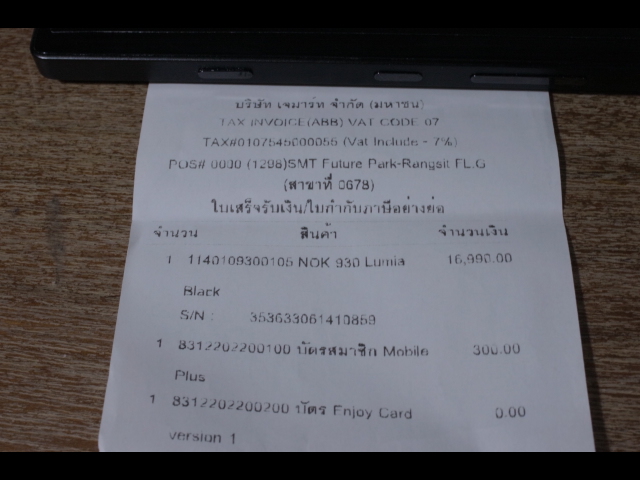 บริษัท เจมาร์ท จำกัด (มหาชน)
TAX INVOICE(ABB) VAT CODE 07
TAX#0107545000055 (Vat Include - 7%)
POS# 0000 (1298)SMT Future Park-Rangsit FL.G
(สาขาที่ 0678)
ใบเสร็จรับเงิน/ใบกำกับภาษีอย่างย่อ
จำนวน สินค้า จำนวนเงิน
1 1140109300105 NOK 930 Lumia 16,990.00
Black
S/N : 353633061410859
1 8312202200100 บัตรสมาชิก Mobile 300.00
Plus
1 8312202200200 บัตร Enjoy Card 0.00
version 1